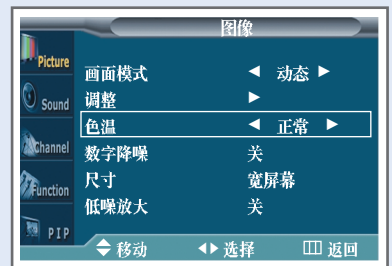 图像
Picture
Sound
Channel
Function
PIP
画面模式 ◀ 动态 ▶
调整 ▶
色温 ◀ 正常 ▶
数字降噪 关
尺寸 宽屏幕
低噪放大 关
移动 选择 返回